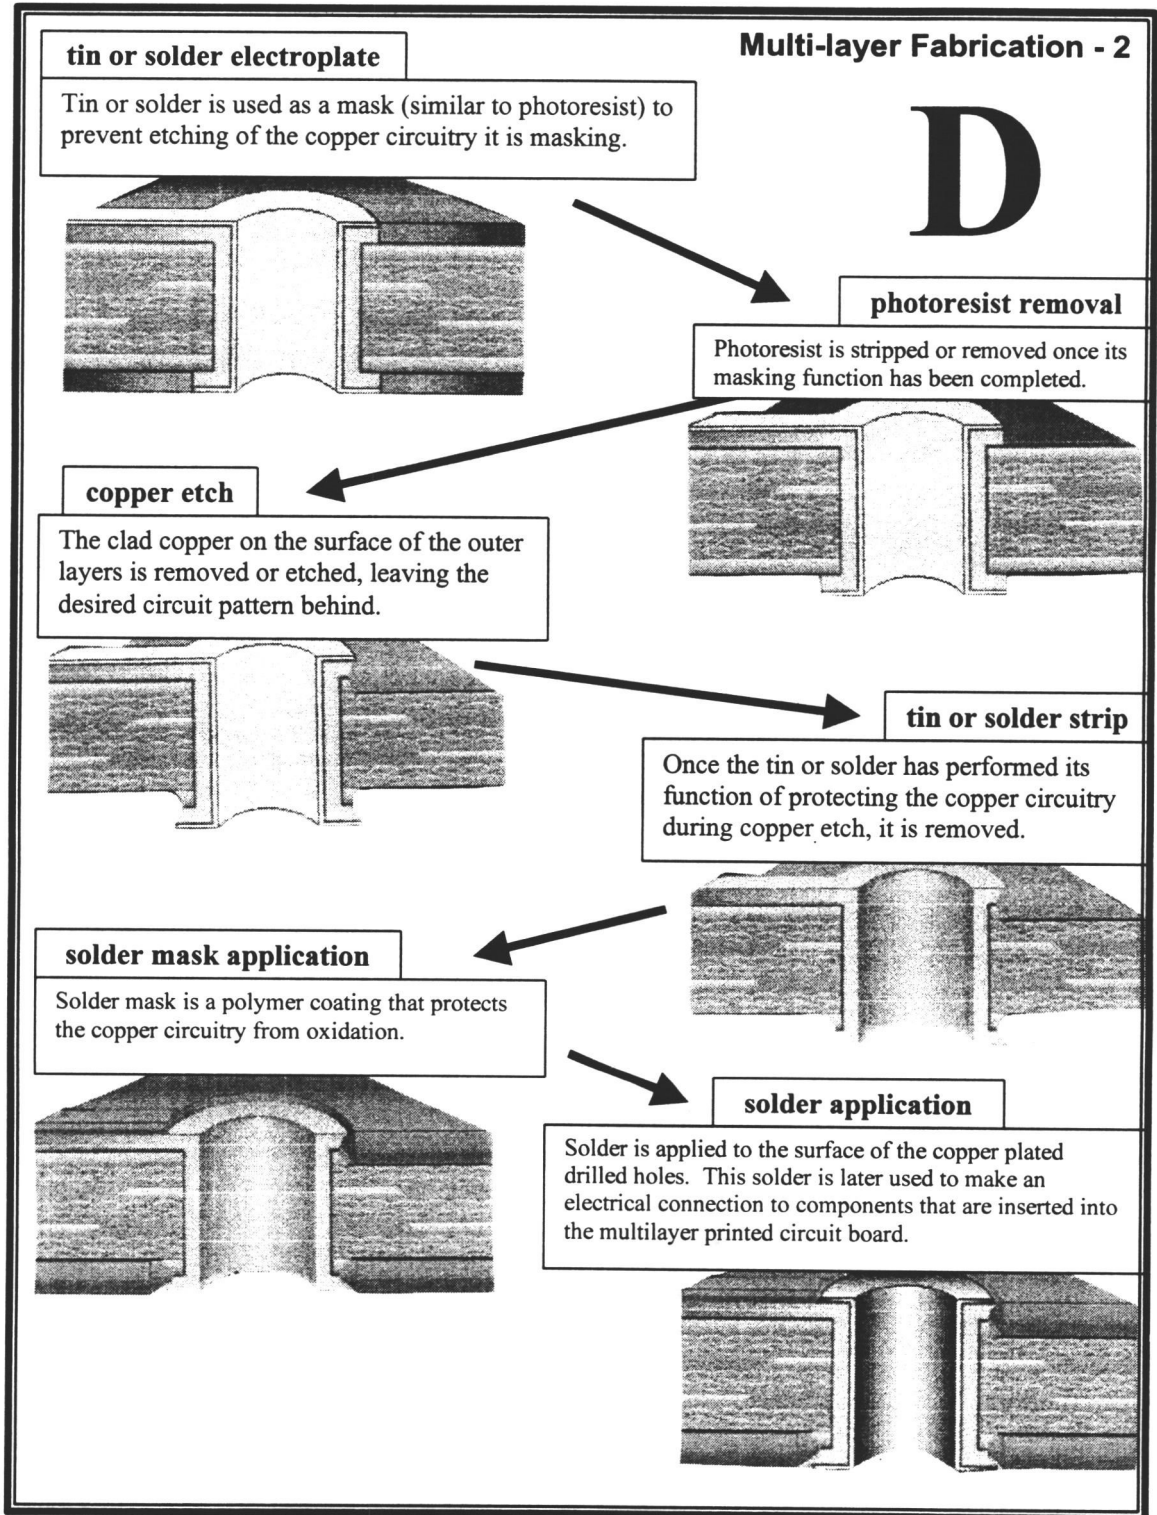 Multi-layer Fabrication - 2
D
tin or solder electroplate
Tin or solder is used as a mask (similar to photoresist) to
prevent etching of the copper circuitry it is masking.
photoresist removal
Photoresist is stripped or removed once its
masking function has been completed.
copper etch
The clad copper on the surface of the outer
layers is removed or etched, leaving the
desired circuit pattern behind.
tin or solder strip
Once the tin or solder has performed its
function of protecting the copper circuitry
during copper etch, it is removed.
solder mask application
Solder mask is a polymer coating that protects
the copper circuitry from oxidation.
solder application
Solder is applied to the surface of the copper plated
drilled holes.  This solder is later used to make an
electrical connection to components that are inserted into
the multilayer printed circuit board.